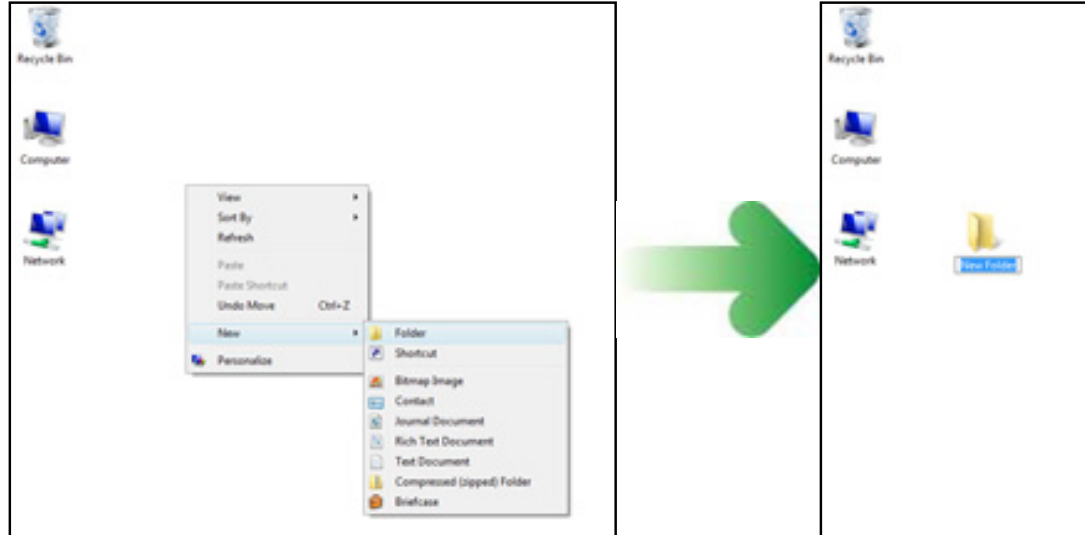 Recycle Bin
Computer
Network
View
Sort By
Refresh
Paste
Paste Shortcut
Undo Move Ctrl+Z
New
Personalize
Folder
Shortcut
Bitmap Image
Contact
Journal Document
Rich Text Document
Text Document
Compressed (zipped) Folder
Briefcase
Recycle Bin
Computer
Network
New Folder